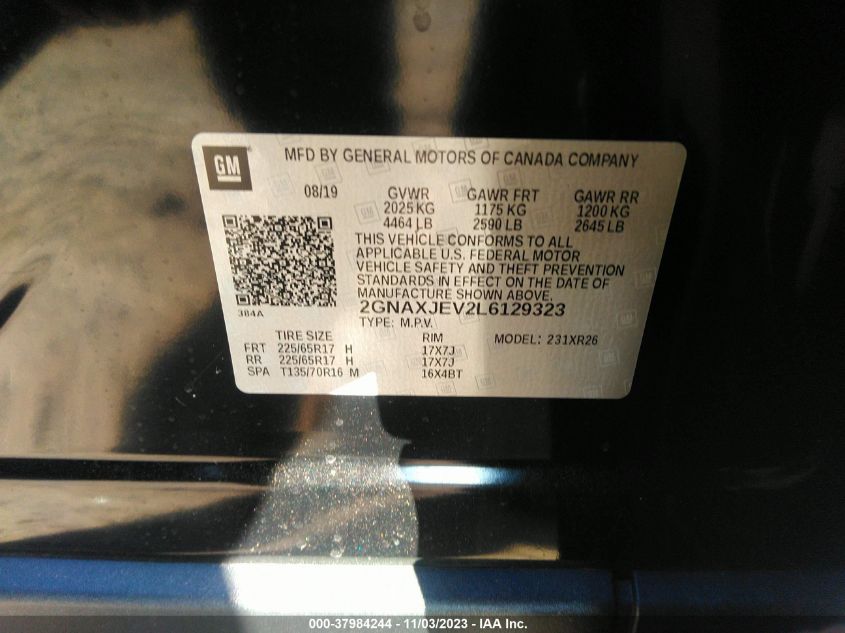 GM
MFD BY GENERAL MOTORS OF CANADA COMPANY
08/19 GVWR GAWR FRT GAWR RR
2025 KG 1175 KG 1200 KG
4464 LB 2590 LB 2645 LB
THIS VEHICLE CONFORMS TO ALL
APPLICABLE U.S. FEDERAL MOTOR
VEHICLE SAFETY AND THEFT PREVENTION
STANDARDS IN EFFECT ON THE DATE OF
MANUFACTURE SHOWN ABOVE.
384A 2GNAXJEV2L6129323
TYPE: M.P.V.
TIRE SIZE RIM MODEL: 231XR26
FRT 225/65R17 H 17X7J
RR 225/65R17 H 17X7J
SPA T135/70R16 M 16X4BT
000-37984244 - 11/03/2023 - IAA Inc.